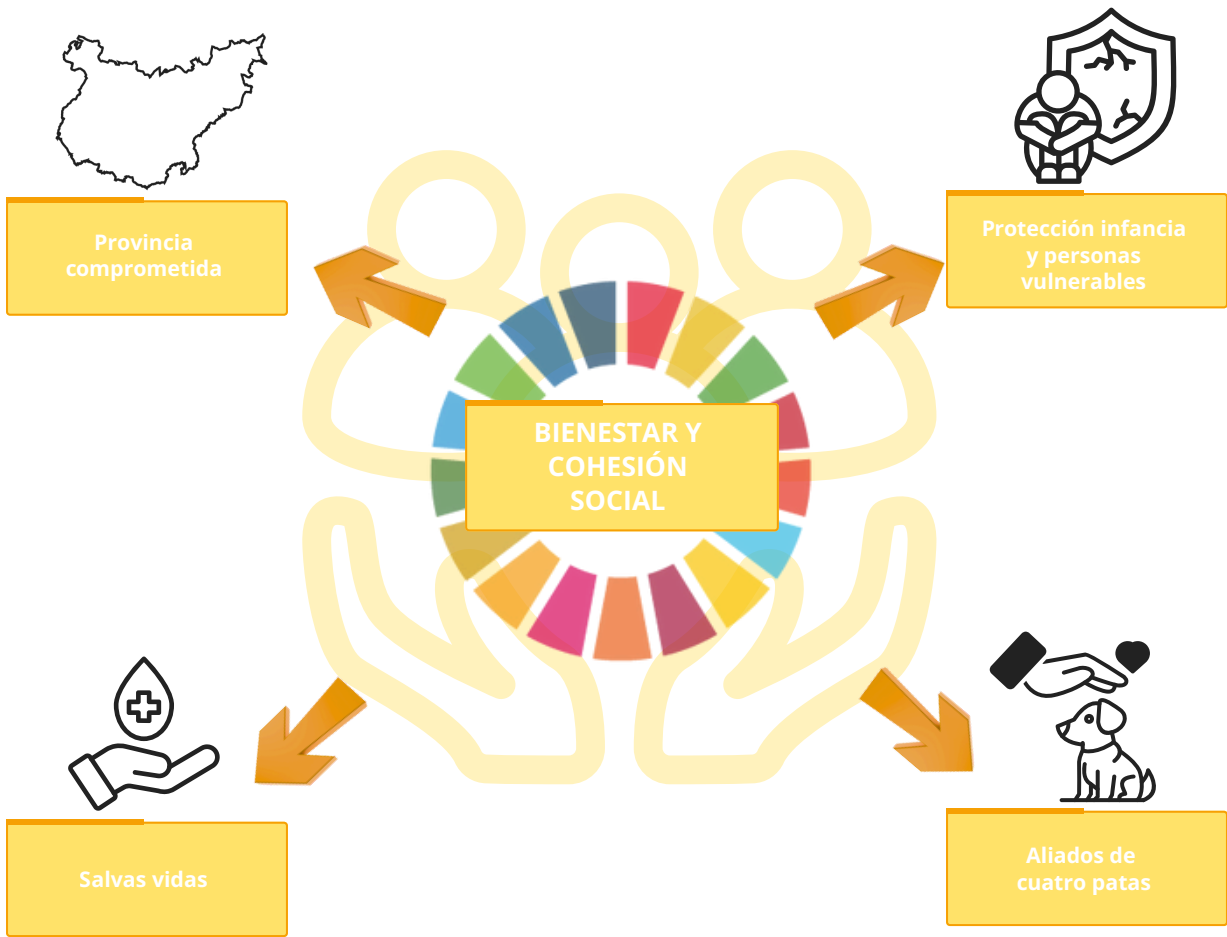 Provincia
comprometida
Protección infancia
y personas
vulnerables
BIENESTAR Y
COHESIÓN
SOCIAL
Salvas vidas
Aliados de
cuatro patas